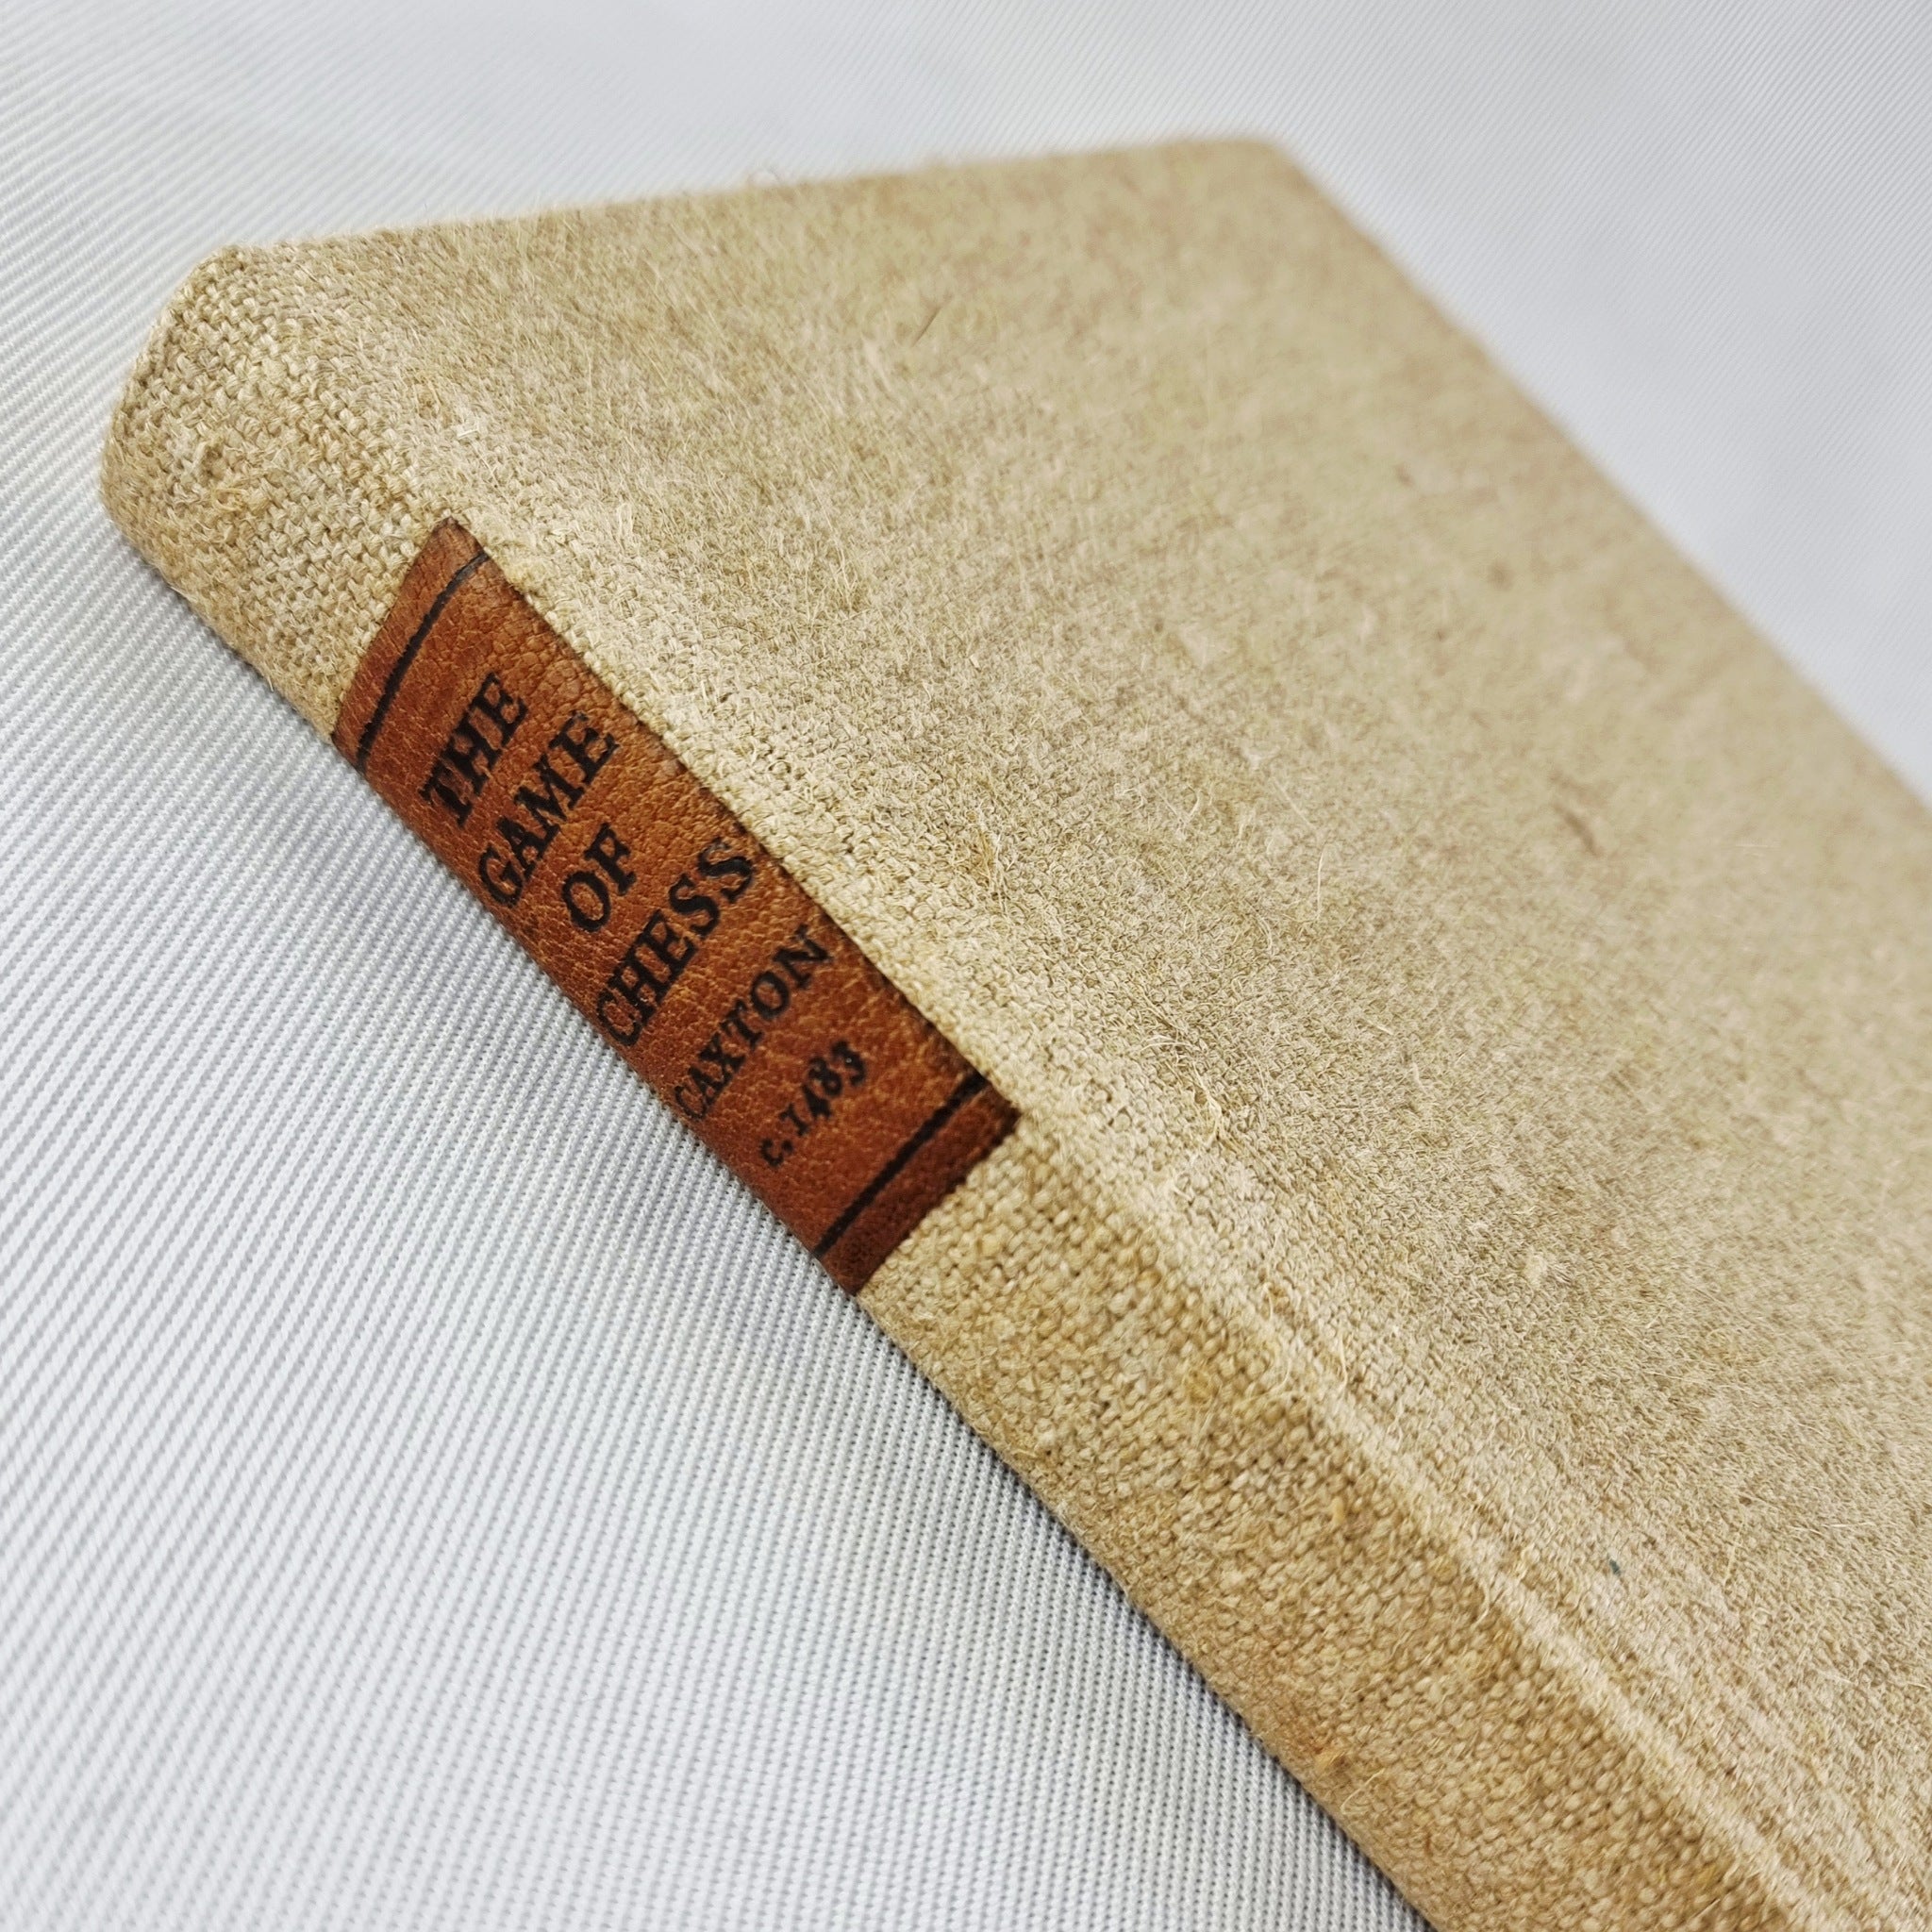 THE
GAME
OF
CHESS
CAXTON
c.1483